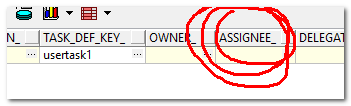 N_ TASK_DEF_KEY_ OWNER_ ASSIGNEE_ DELEGAT
usertask1